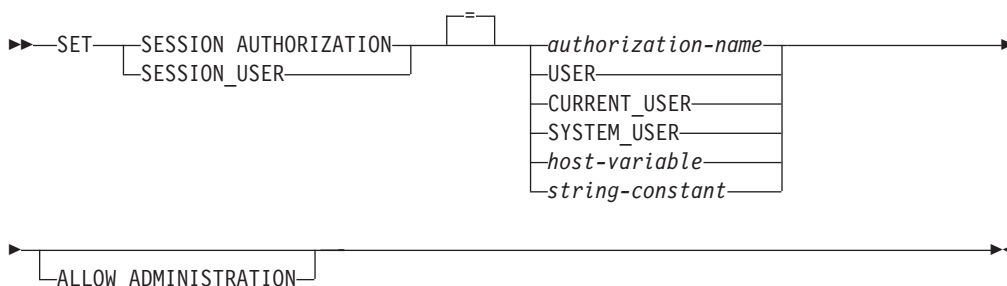 =
SET SESSION AUTHORIZATION authorization-name
SESSION_USER USER
CURRENT_USER
SYSTEM_USER
host-variable
string-constant
ALLOW ADMINISTRATION